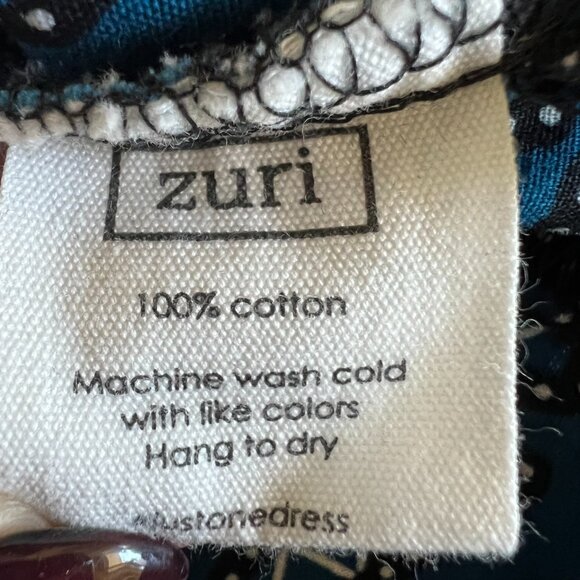 zuri
100% cotton
Machine wash cold
with like colors
Hang to dry
#justonedress